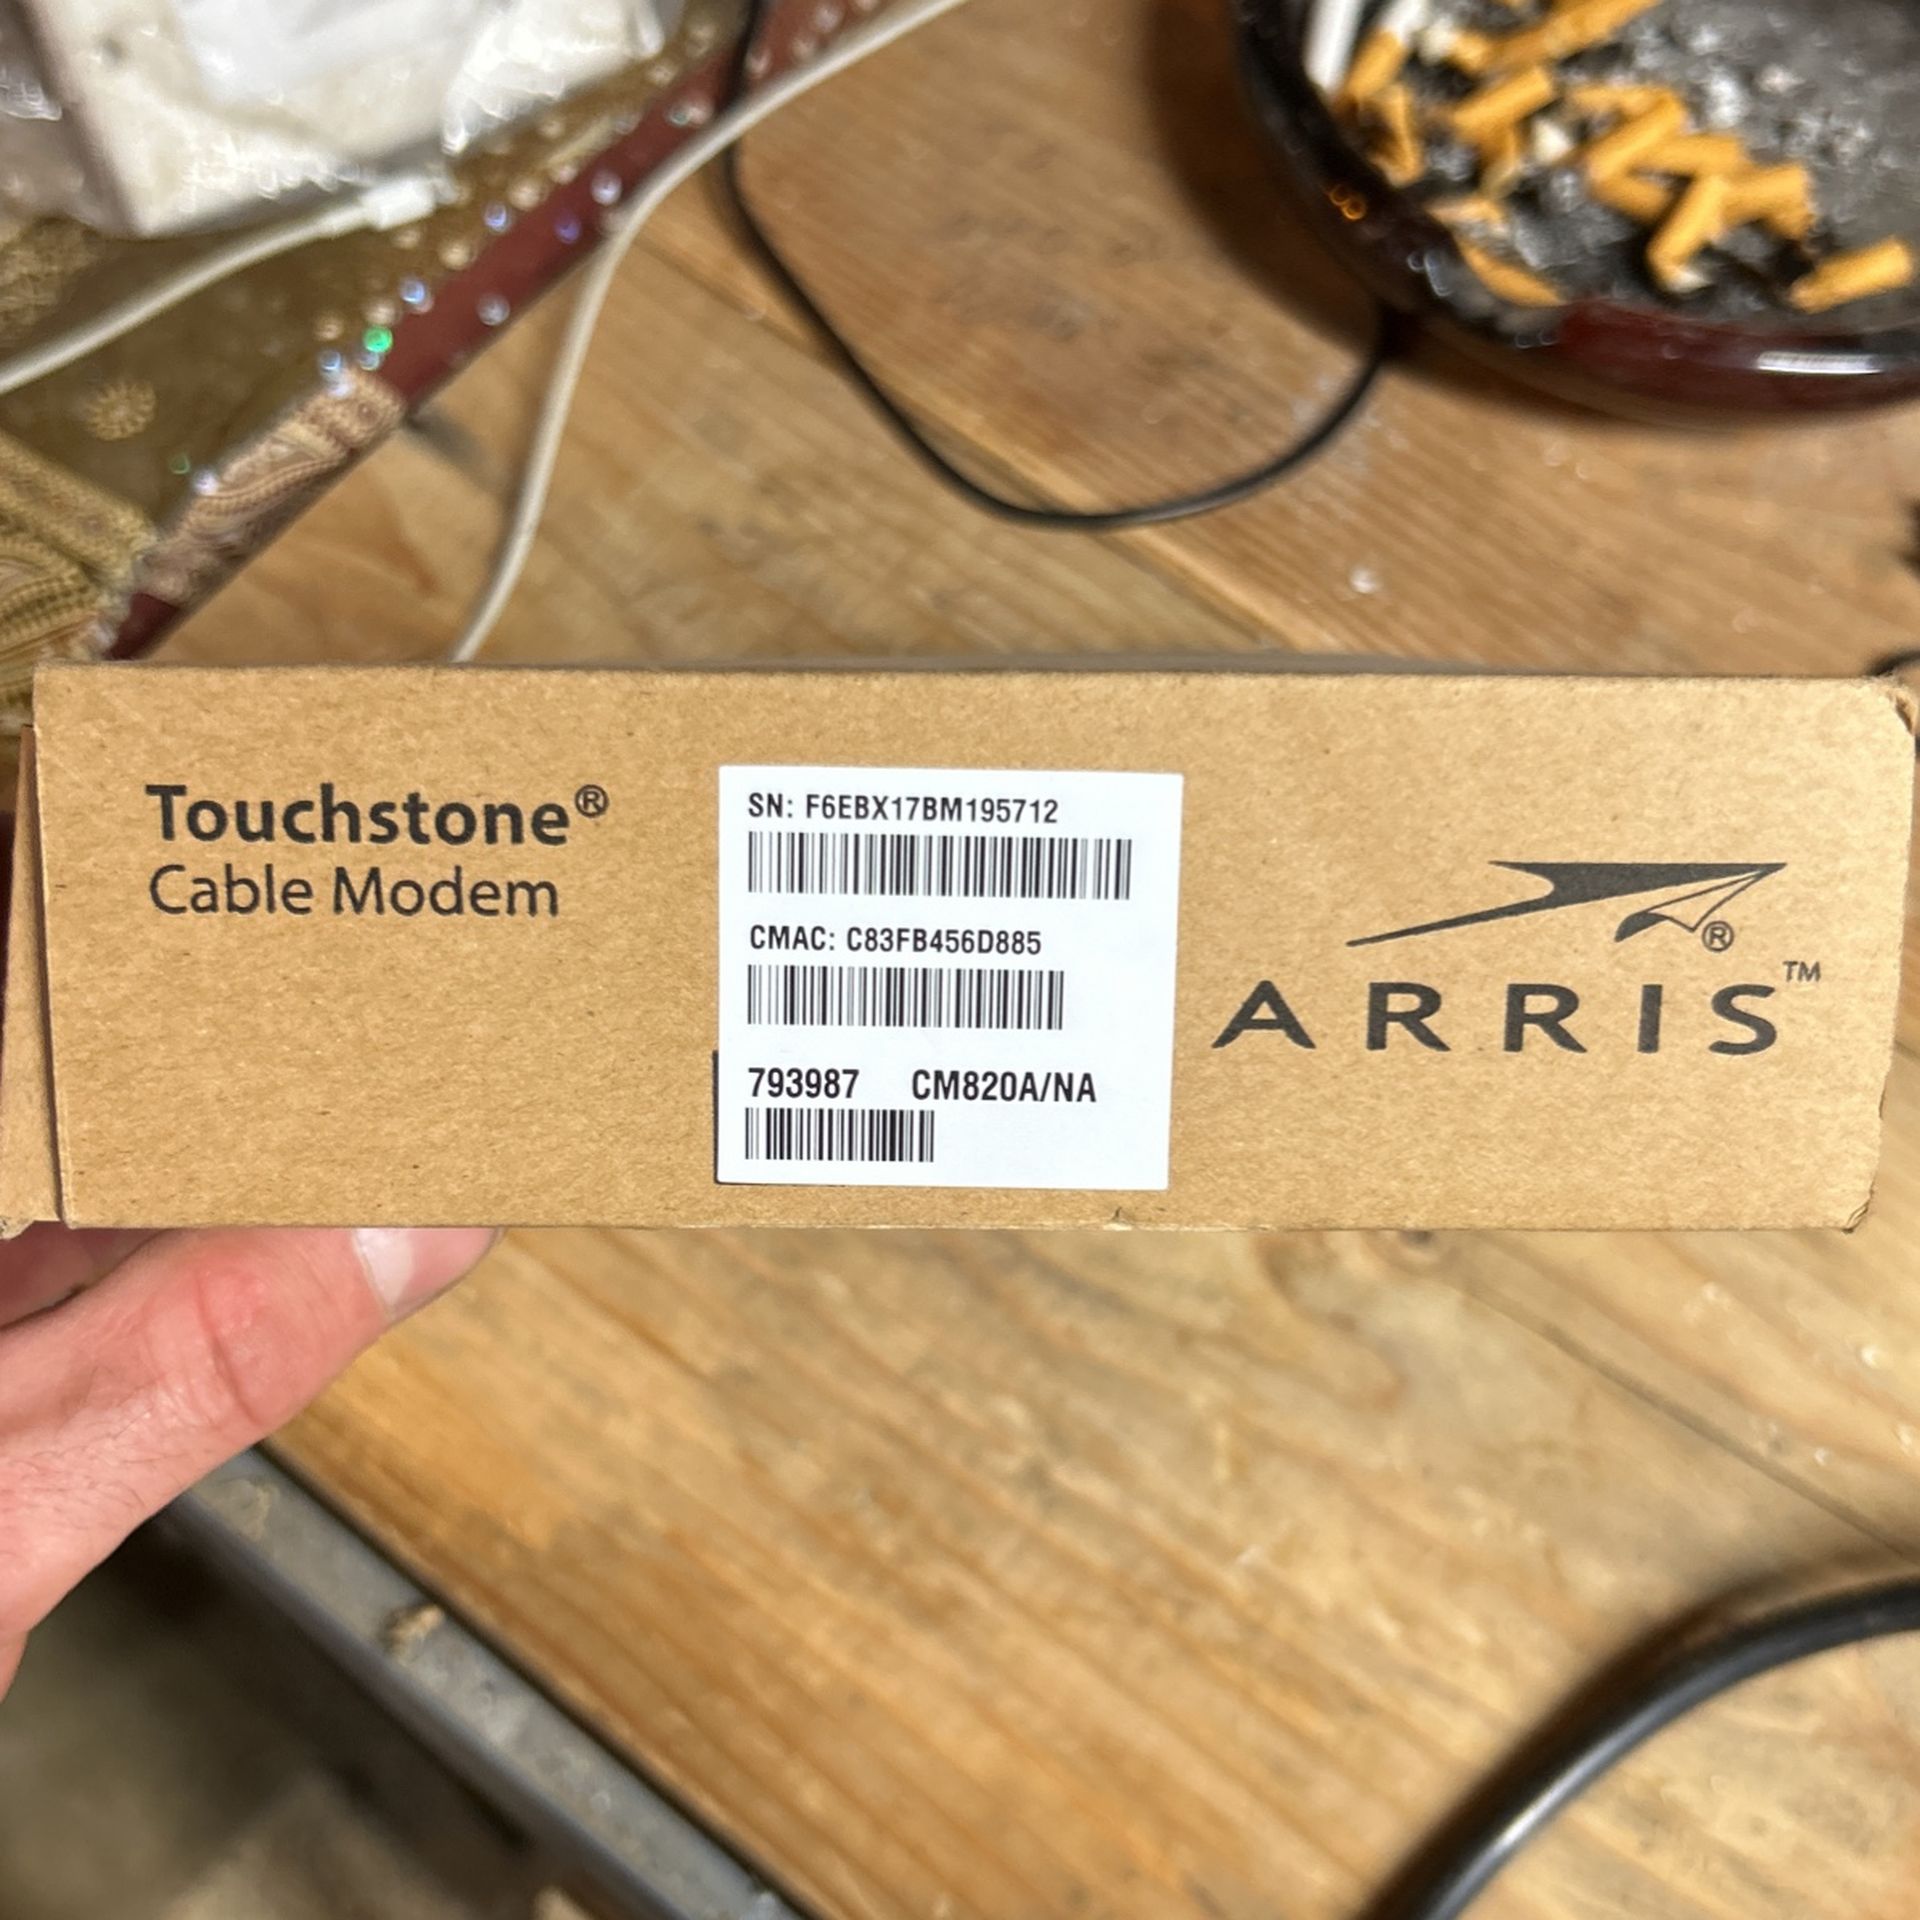 Touchstone®
Cable Modem
SN: F6EBX17BM195712
CMAC: C83FB456D885
793987 CM820A/NA
®
ARRIS™